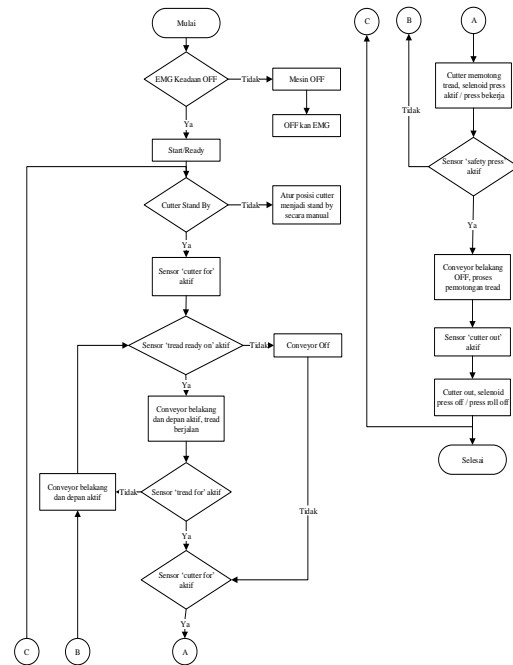 Mulai
EMG Keadaan OFF
Tidak
Mesin OFF
OFF kan EMG
Ya
Start/Ready
Cutter Stand By
Tidak
Atur posisi cutter
menjadi stand by
secara manual
Ya
Sensor ‘cutter for’
aktif
Sensor ‘tread ready on’ aktif
Tidak
Conveyor Off
Ya
Conveyor belakang
dan depan aktif, tread
berjalan
Sensor ‘tread for’ aktif
Tidak
Conveyor belakang
dan depan aktif
Ya
Tidak
Sensor ‘cutter for’
aktif
Ya
C
B
A
C
B
A
Cutter memotong
tread, selenoid press
aktif / press bekerja
Tidak
Sensor ‘safety press’
aktif
Ya
Conveyor belakang
OFF, proses
pemotongan tread
Sensor ‘cutter out’
aktif
Cutter out, selenoid
press off / press roll off
Selesai